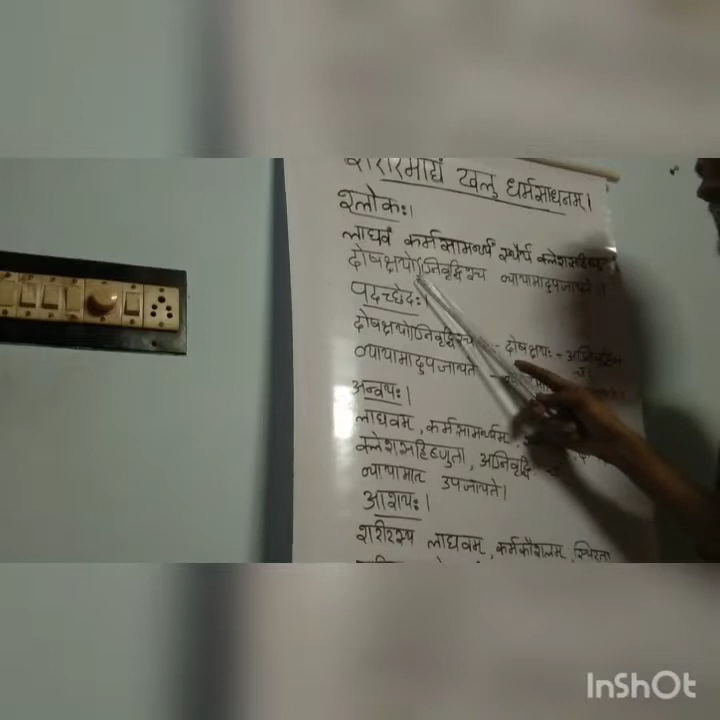 शरीरमाद्यं खलु धर्मसाधनम्।
श्लोकः।
लाघवं कर्मसामर्थ्यं स्थैर्यं क्लेशसहिष्णुता
दोषक्षयोऽग्निवृद्धिश्च व्यायामादुपजायते॥
पदच्छेदः।
दोषक्षयोऽग्निवृद्धिश्च - दोषक्षयः - अग्निवृद्धिः
व्यायामादुपजायते
अन्वयः।
लाघवम्, कर्मसामर्थ्यम्,
क्लेशसहिष्णुता, अग्निवृद्धि
व्यायामात् उपजायते।
आशयः।
शरीरस्य लाघवम्, कर्मकौशलम्, स्थिरता
InShOt